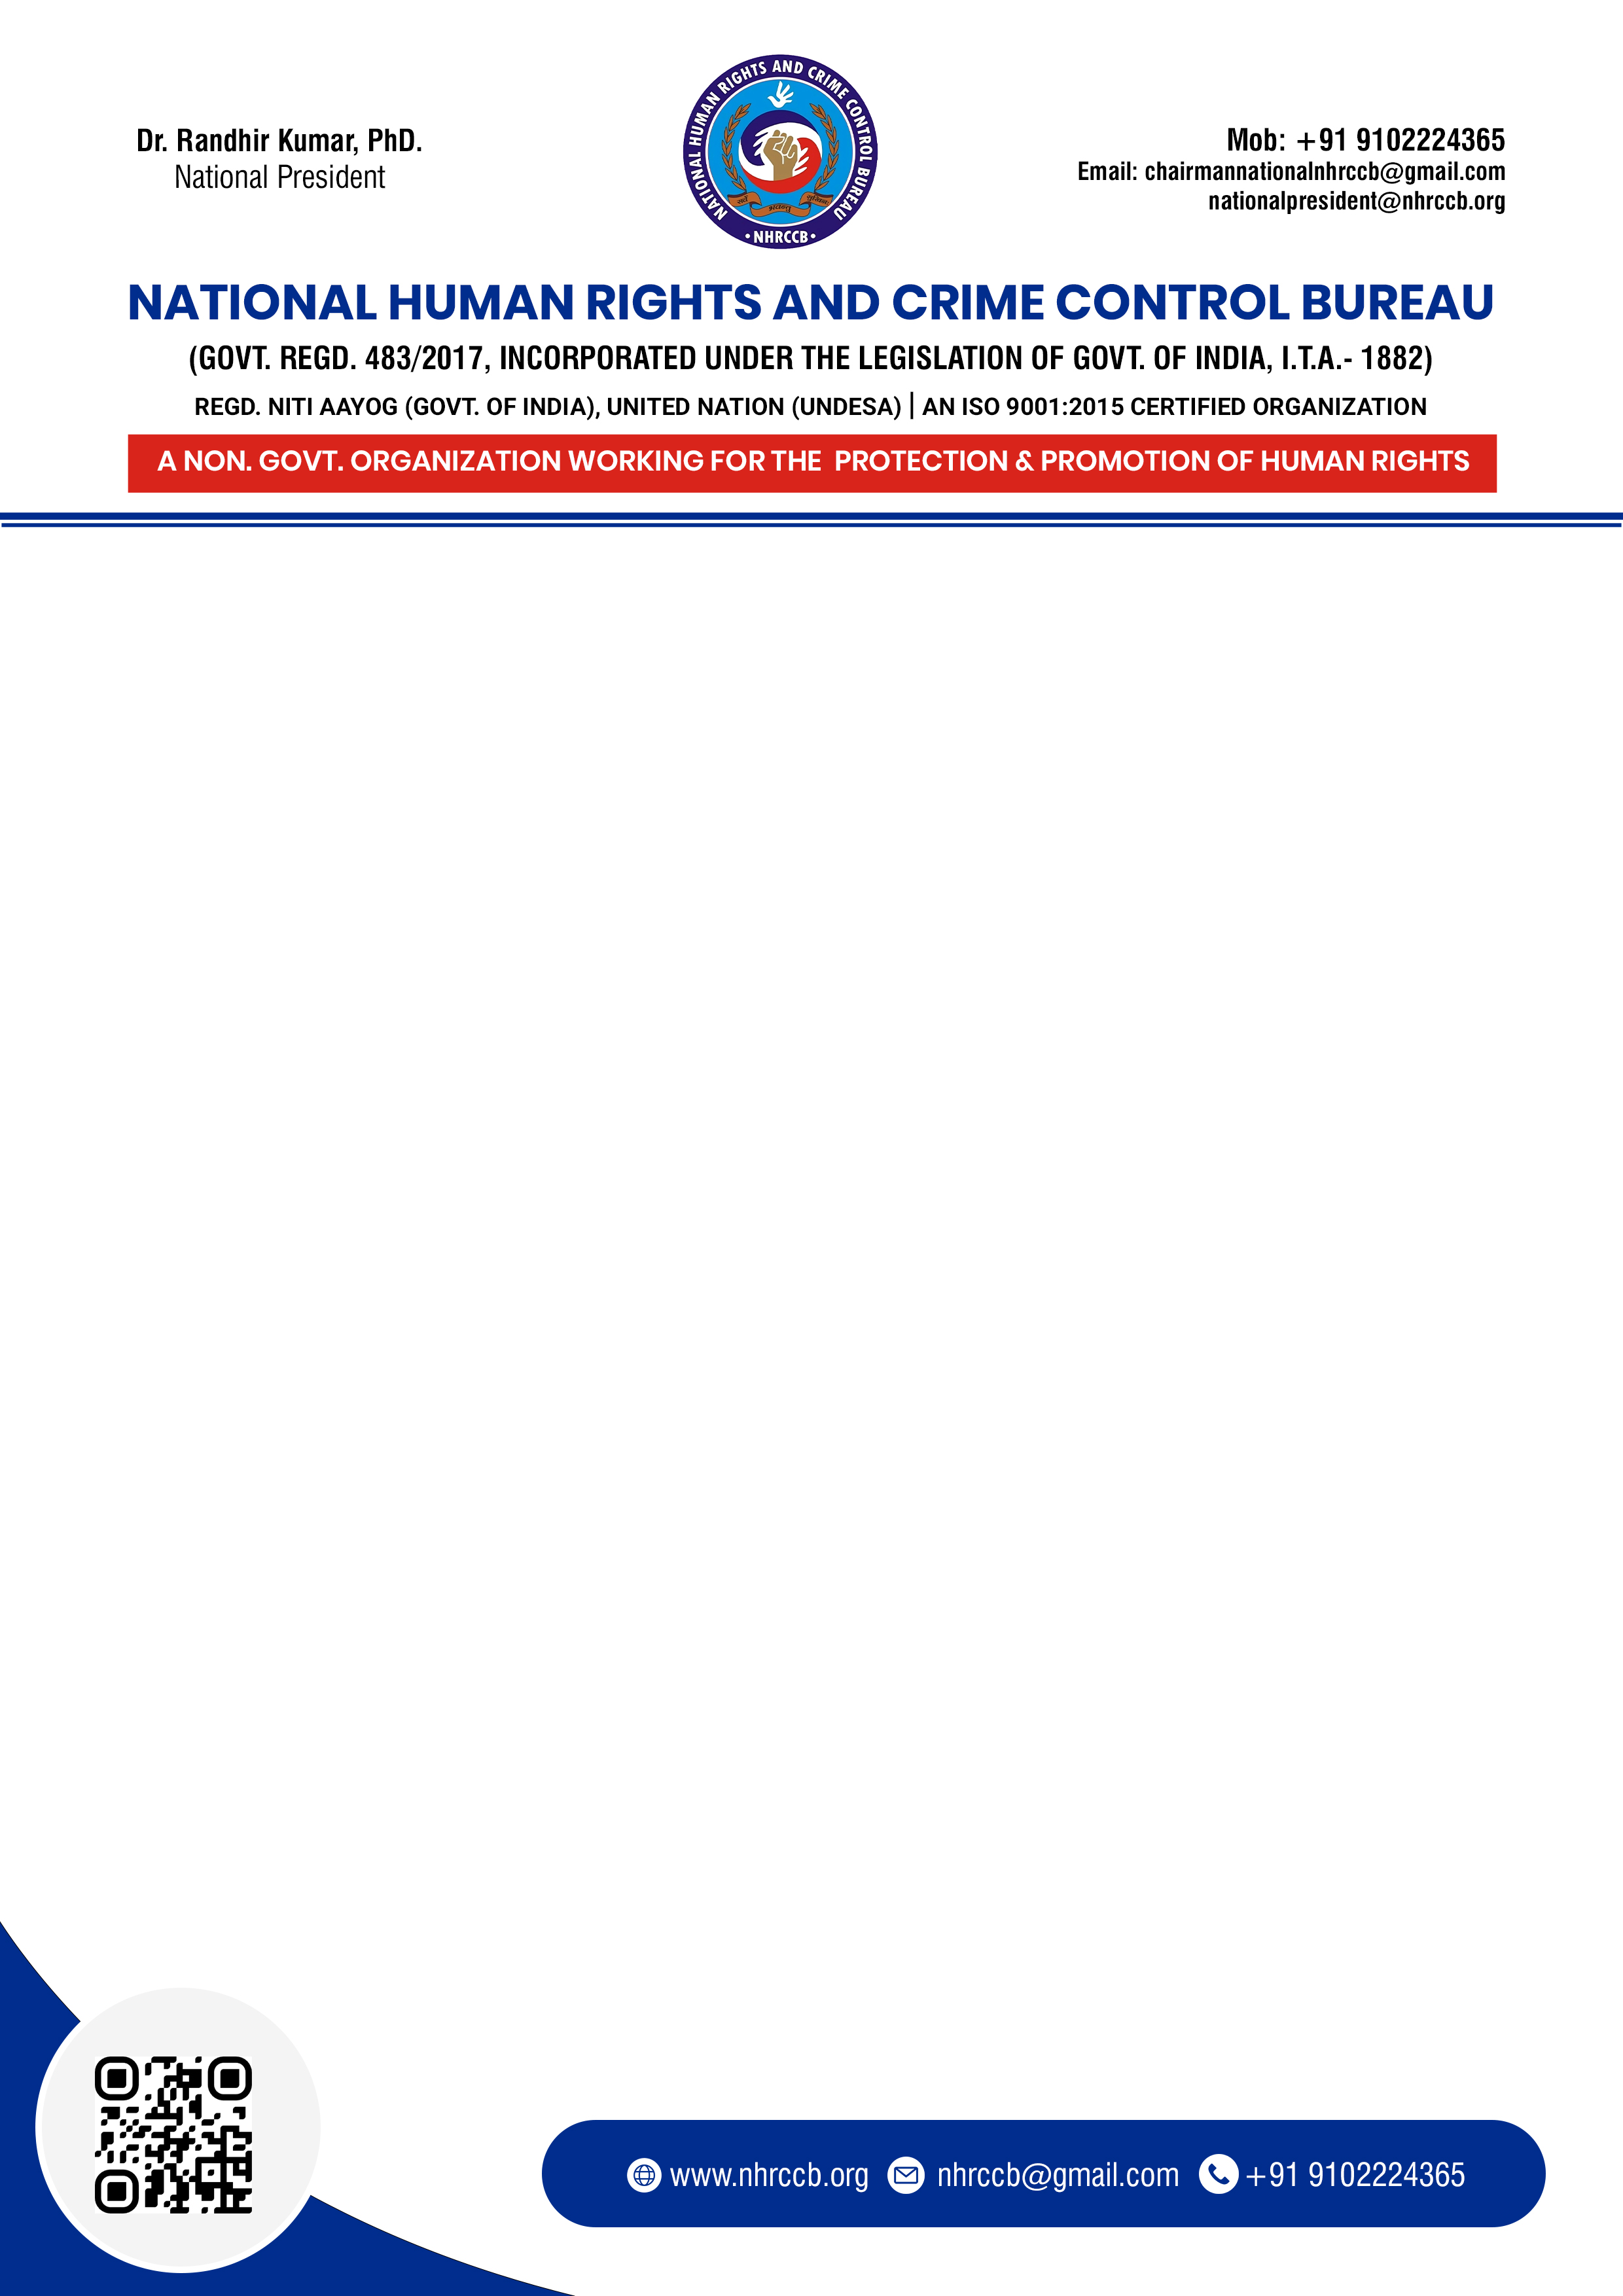 Dr. Randhir Kumar, PhD.
National President
NATIONAL HUMAN RIGHTS AND CRIME CONTROL BUREAU
• NHRCCB •
Mob: +91 9102224365
Email: chairmannationalnhrccb@gmail.com
nationalpresident@nhrccb.org
NATIONAL HUMAN RIGHTS AND CRIME CONTROL BUREAU
(GOVT. REGD. 483/2017, INCORPORATED UNDER THE LEGISLATION OF GOVT. OF INDIA, I.T.A.- 1882)
REGD. NITI AAYOG (GOVT. OF INDIA), UNITED NATION (UNDESA) | AN ISO 9001:2015 CERTIFIED ORGANIZATION
A NON. GOVT. ORGANIZATION WORKING FOR THE PROTECTION & PROMOTION OF HUMAN RIGHTS
www.nhrccb.org nhrccb@gmail.com +91 9102224365